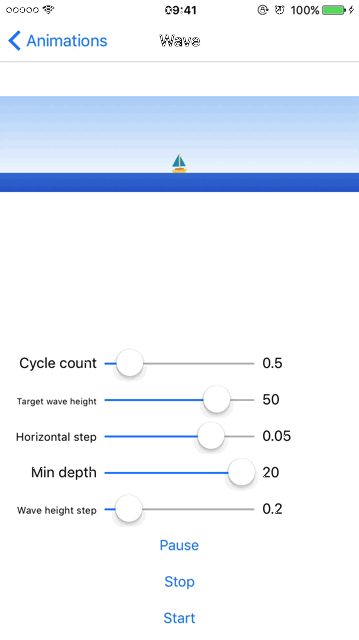 09:41
100%
Animations
Wave
Cycle count 0.5
Target wave height 50
Horizontal step 0.05
Min depth 20
Wave height step 0.2
Pause
Stop
Start